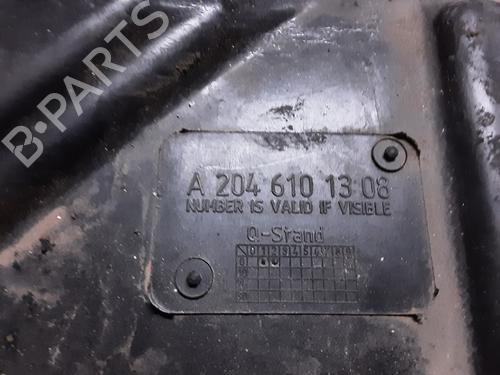 B-PARTS
A 204 610 13 08
NUMBER IS VALID IF VISIBLE
Q-Stand